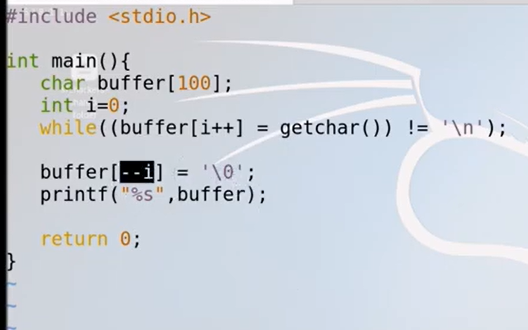 #include <stdio.h>
int main(){
char buffer[100];
int i=0;
while((buffer[i++] = getchar()) != '\n');
buffer[--i] = '\0';
printf("%s",buffer);
return 0;
}
~
~
~